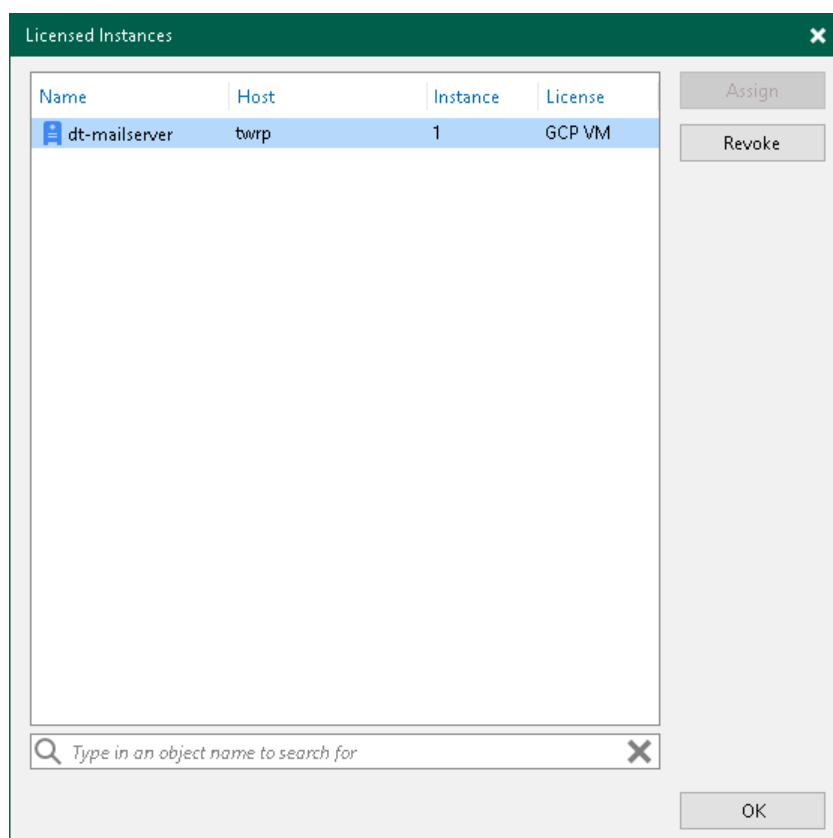 Licensed Instances
Name Host Instance License
dt-mailserver twrp 1 GCP VM
Assign
Revoke
Type in an object name to search for
OK